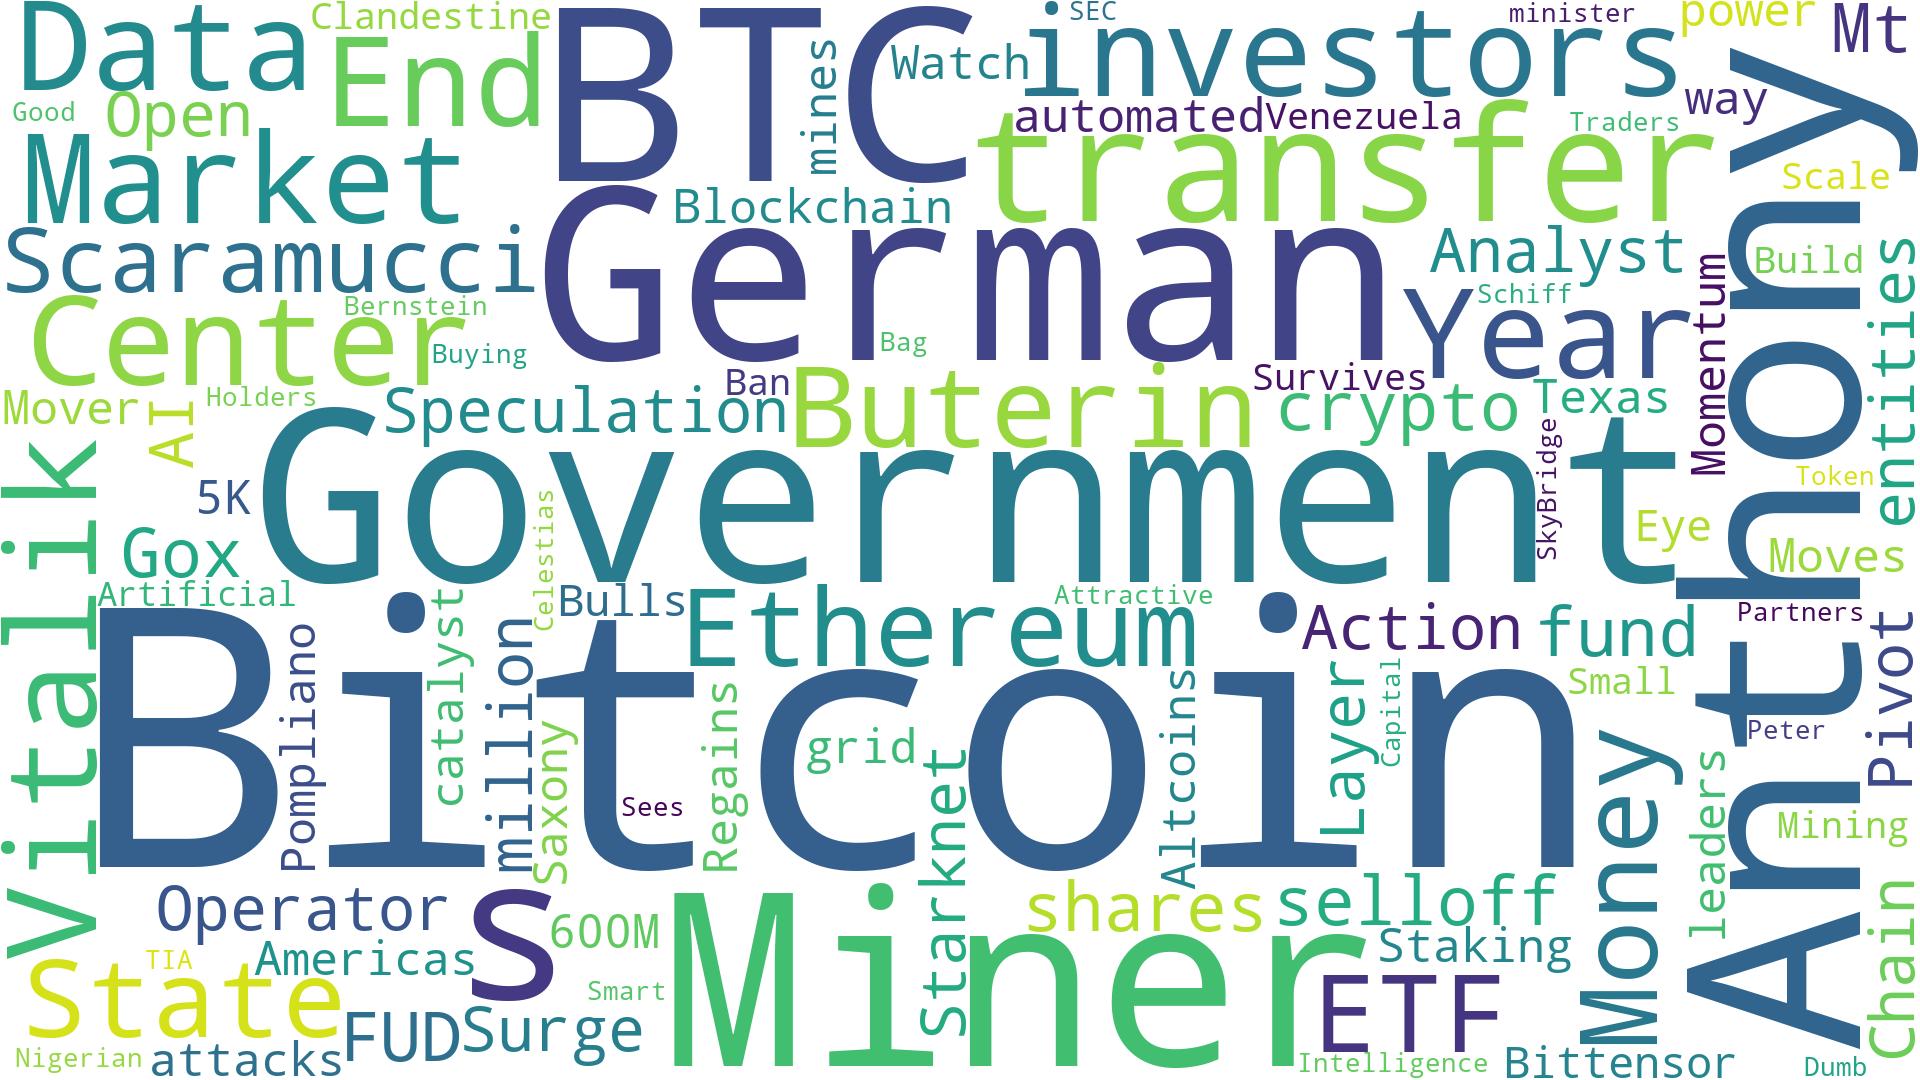 Clandestine
BTC
SEC
minister
power
Mt
Data
End
mines
Watch
investors
Good
Open
automated
Venezuela
Traders
way
Anthony
Market
transfer
Scale
Scaramucci
Blockchain
German
Analyst
Momentum
Build
entities
Center
Bernstein
Buying
Bag
Schiff
Year
Mover
AI
Holders
Speculation
Ban
Buterin
Survives
crypto
Texas
Vitalik
5K
Government
SkyBridge
Token
Eye
Gox
Celestias
Moves
Artificial
Bulls
Ethereum
Attractive
Action
fund
Partners
Pivot
Bitcoin
Pompliano
catalyst
million
Saxony
Sees
Regains
grid
Starknet
Altcoins
Layer
Capital
Small
Money
leaders
Peter
Mining
Operator
S
600M
Miner
shares
selloff
Staking
Chain
TIA
Americas
State
Smart
ETF
FUD
Surge
Nigerian
attacks
Intelligence
Bittensor
Dumb